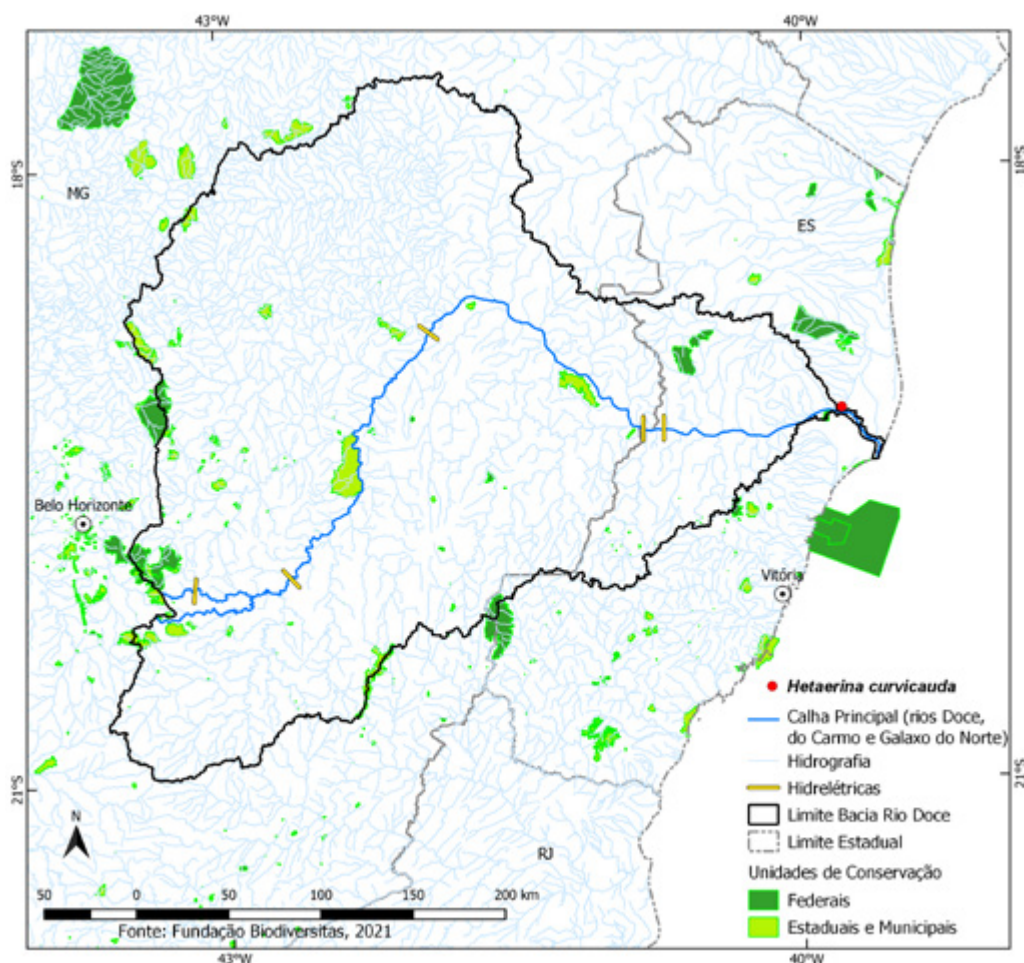 43°W
40°W
18°S
18°S
MG
ES
Belo Horizonte
Vitória
Hetaerina curvicauda
Calha Principal (rios Doce,
do Carmo e Galaxo do Norte)
Hidrografia
Hidrelétricas
Limite Bacia Rio Doce
Limite Estadual
Unidades de Conservação
Federais
Estaduais e Municipais
21°S
21°S
N
RJ
50 0 50 100 150 200 km
Fonte: Fundação Biodiversitas, 2021
43°W
40°W